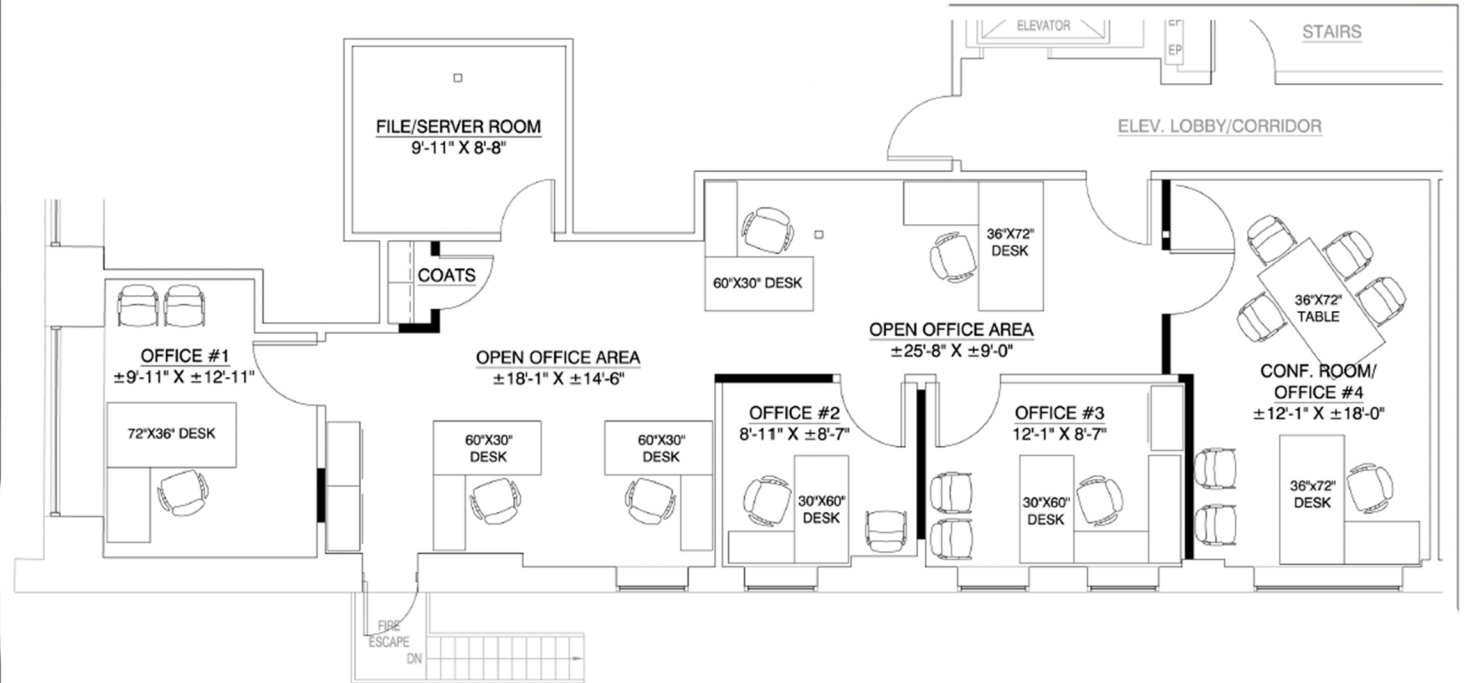 ELEVATOR
EP
EP
STAIRS
ELEV. LOBBY/CORRIDOR
FILE/SERVER ROOM
9'-11" X 8'-8"
COATS
60"X30" DESK
36"X72"
DESK
OPEN OFFICE AREA
±25'-8" X ±9'-0"
36"X72"
TABLE
CONF. ROOM/
OFFICE #4
±12'-1" X ±18'-0"
OFFICE #1
±9'-11" X ±12'-11"
OPEN OFFICE AREA
±18'-1" X ±14'-6"
OFFICE #2
8'-11" X ±8'-7"
OFFICE #3
12'-1" X 8'-7"
72"X36" DESK
60"X30"
DESK
60"X30"
DESK
30"X60"
DESK
30"X60"
DESK
36"x72"
DESK
FIRE
ESCAPE
DN